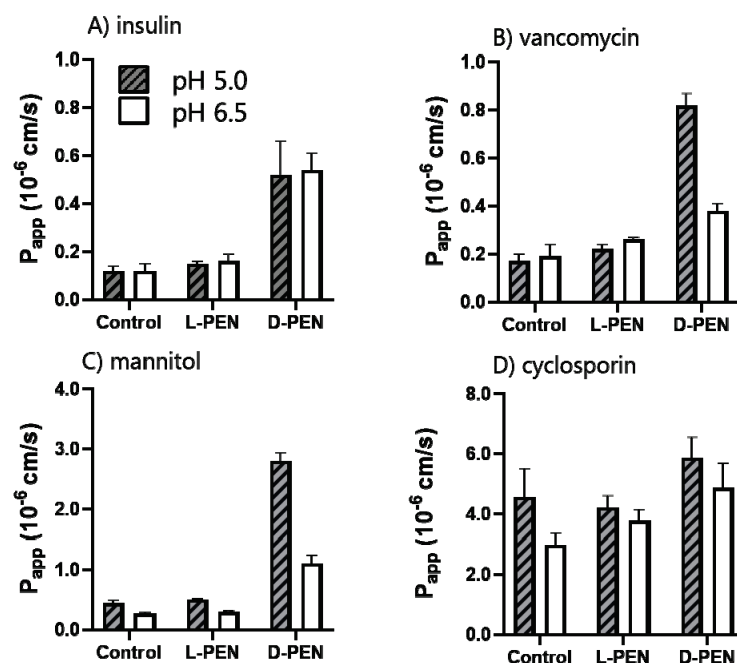 A) insulin
P_app (10^-6 cm/s)
1.0
0.8
0.6
0.4
0.2
0.0
pH 5.0
pH 6.5
Control L-PEN D-PEN
B) vancomycin
P_app (10^-6 cm/s)
1.0
0.8
0.6
0.4
0.2
0.0
Control L-PEN D-PEN
C) mannitol
P_app (10^-6 cm/s)
4.0
3.0
2.0
1.0
0.0
Control L-PEN D-PEN
D) cyclosporin
P_app (10^-6 cm/s)
8.0
6.0
4.0
2.0
0.0
Control L-PEN D-PEN